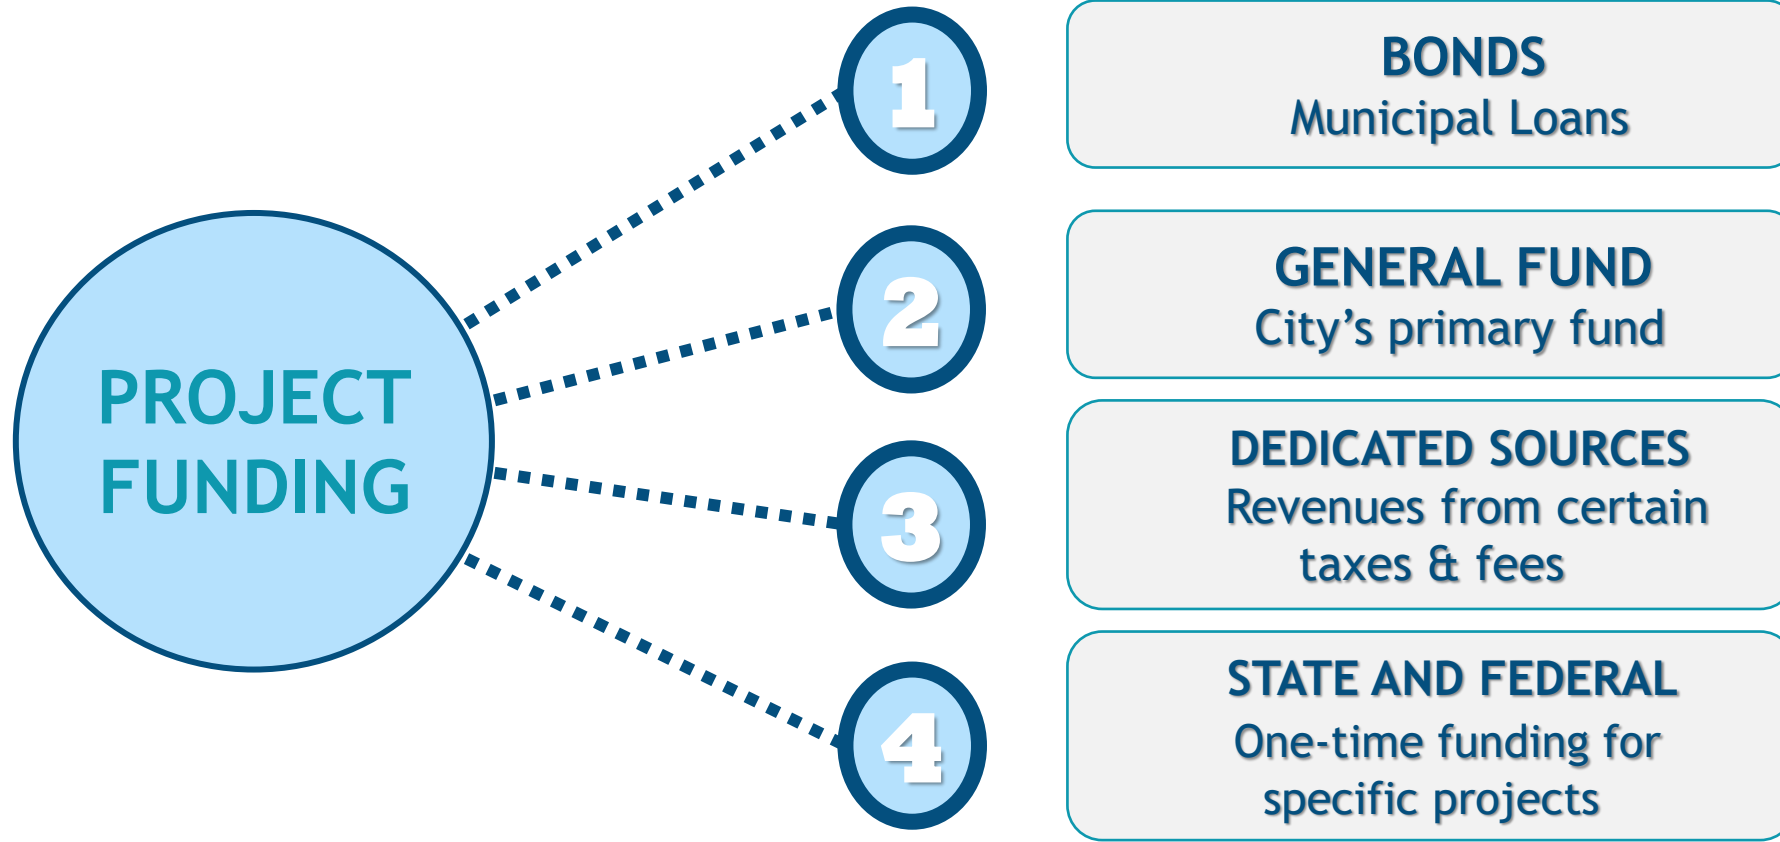 PROJECT
FUNDING
1
BONDS
Municipal Loans
2
GENERAL FUND
City’s primary fund
3
DEDICATED SOURCES
Revenues from certain
taxes & fees
4
STATE AND FEDERAL
One-time funding for
specific projects